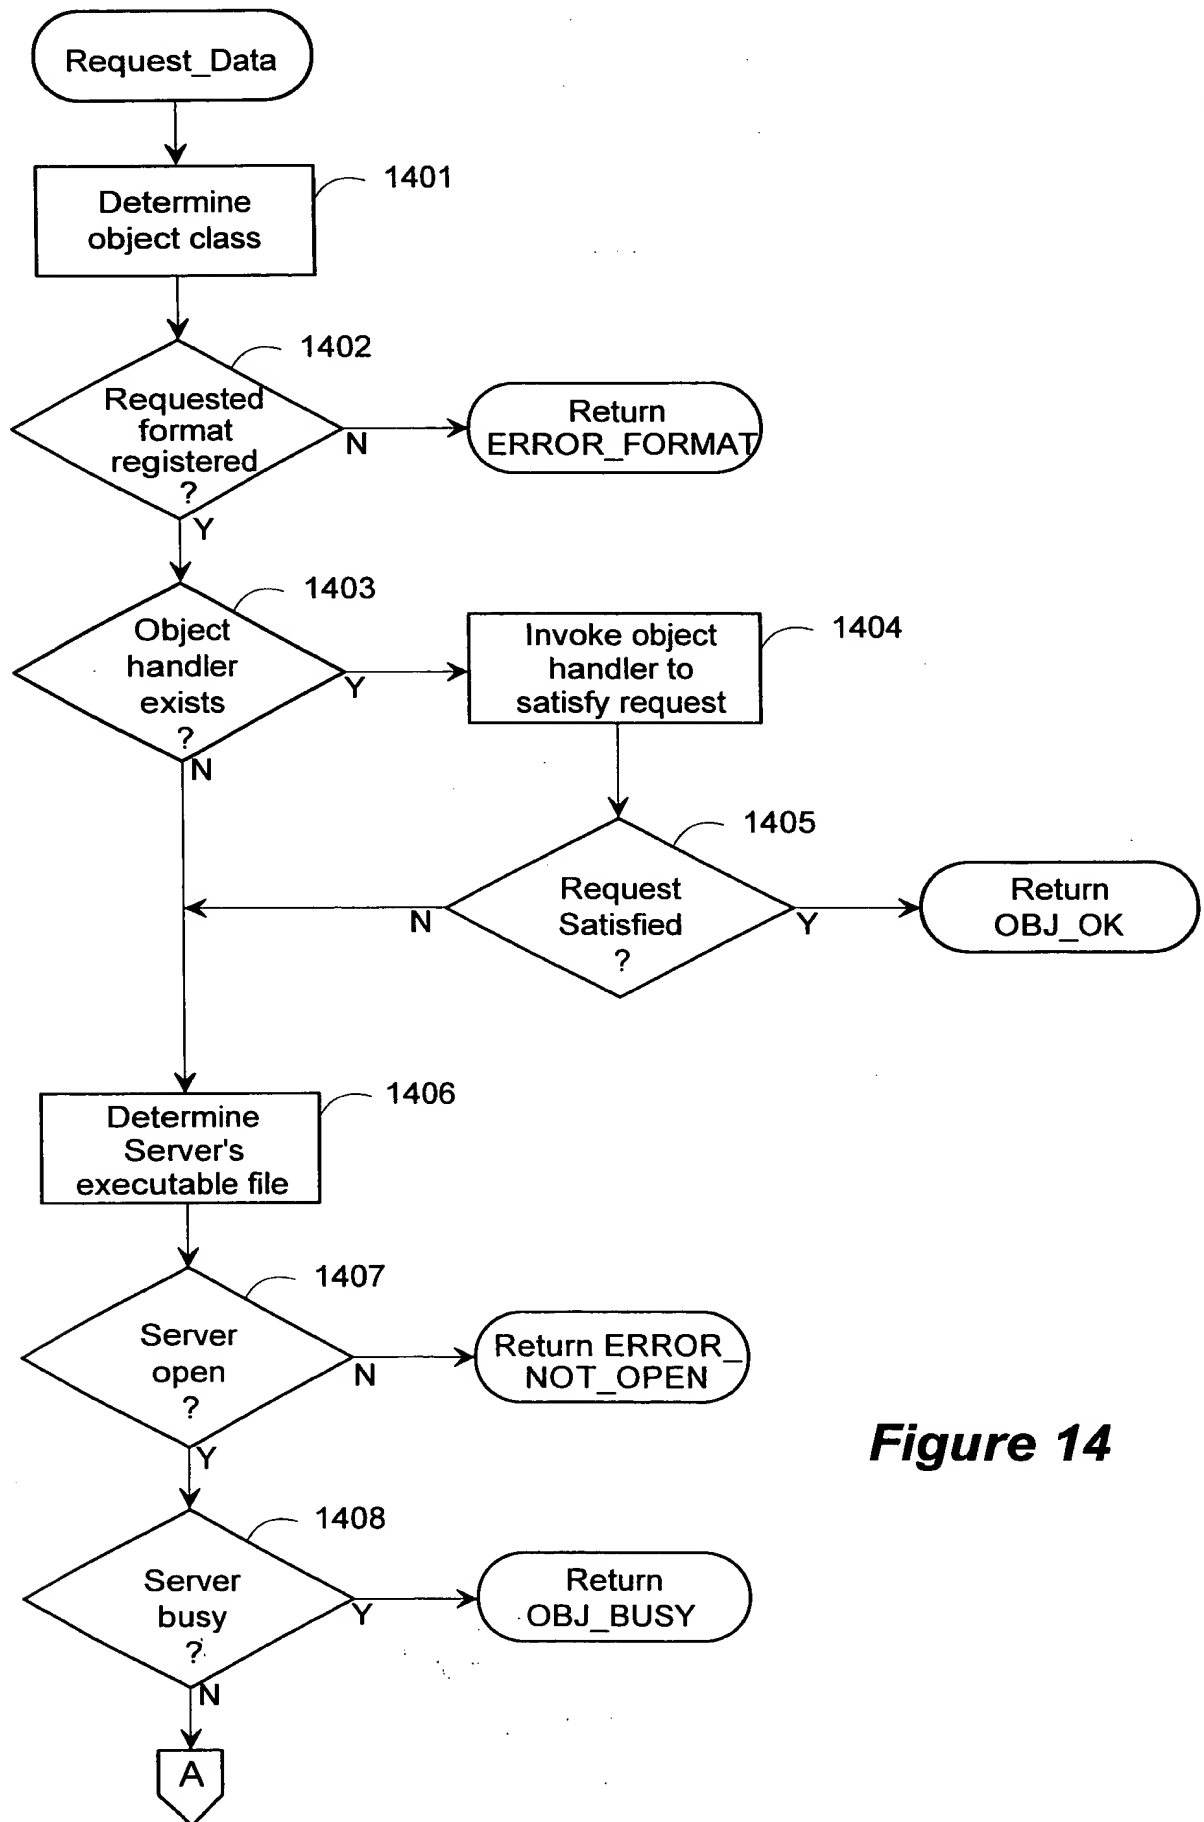 Request_Data
1401
Determine
object class
1402
Requested
format
registered
?
N
Return
ERROR_FORMAT
Y
1403
Object
handler
exists
?
Y
Invoke object
handler to
satisfy request
1404
N
1405
Request
Satisfied
?
N
Y
Return
OBJ_OK
1406
Determine
Server's
executable file
1407
Server
open
?
N
Return ERROR_
NOT_OPEN
Y
Figure 14
1408
Server
busy
?
Y
Return
OBJ_BUSY
N
A